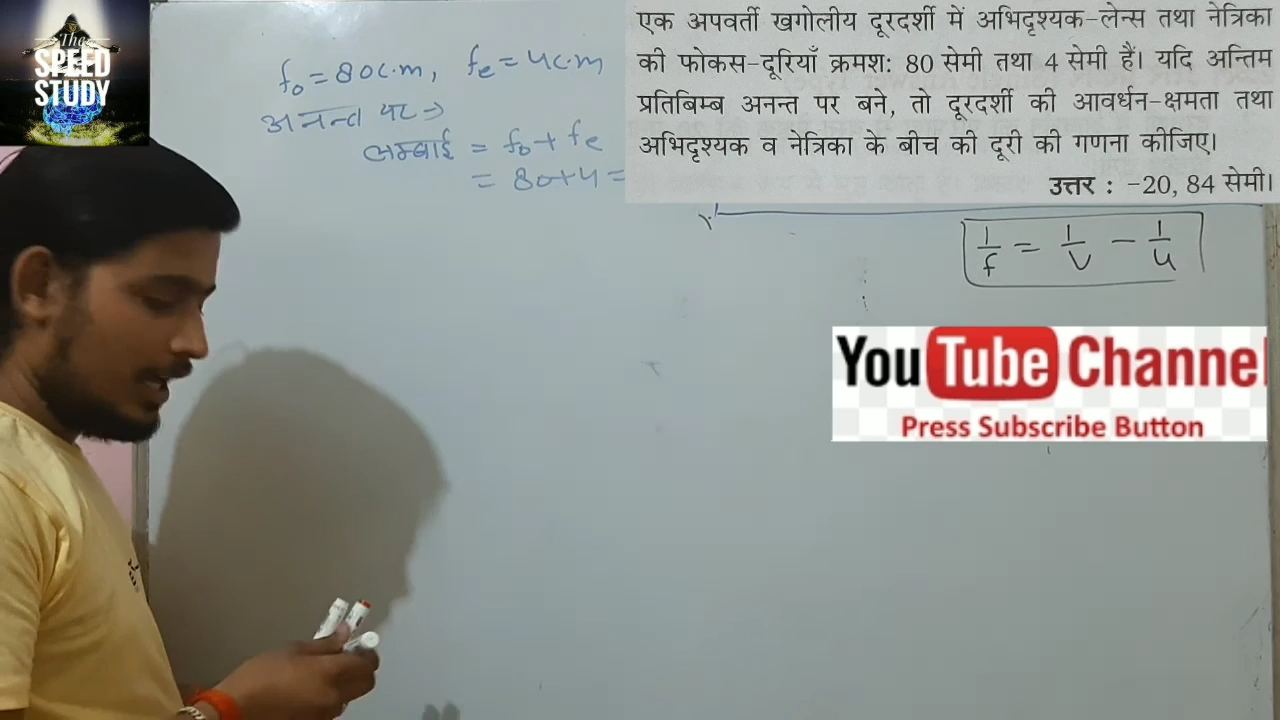 The
SPEED
STUDY
f₀ = 80c.m, fe = 4c.m
अनन्त पर →
लम्बाई = f₀ + fe
= 80+4 =
एक अपवर्ती खगोलीय दूरदर्शी में अभिदृश्यक-लेन्स तथा नेत्रिका
की फोकस-दूरियाँ क्रमशः 80 सेमी तथा 4 सेमी हैं। यदि अन्तिम
प्रतिबिम्ब अनन्त पर बने, तो दूरदर्शी की आवर्धन-क्षमता तथा
अभिदृश्यक व नेत्रिका के बीच की दूरी की गणना कीजिए।
उत्तर : –20, 84 सेमी।
1/f = 1/v − 1/u
YouTube Channel
Press Subscribe Button